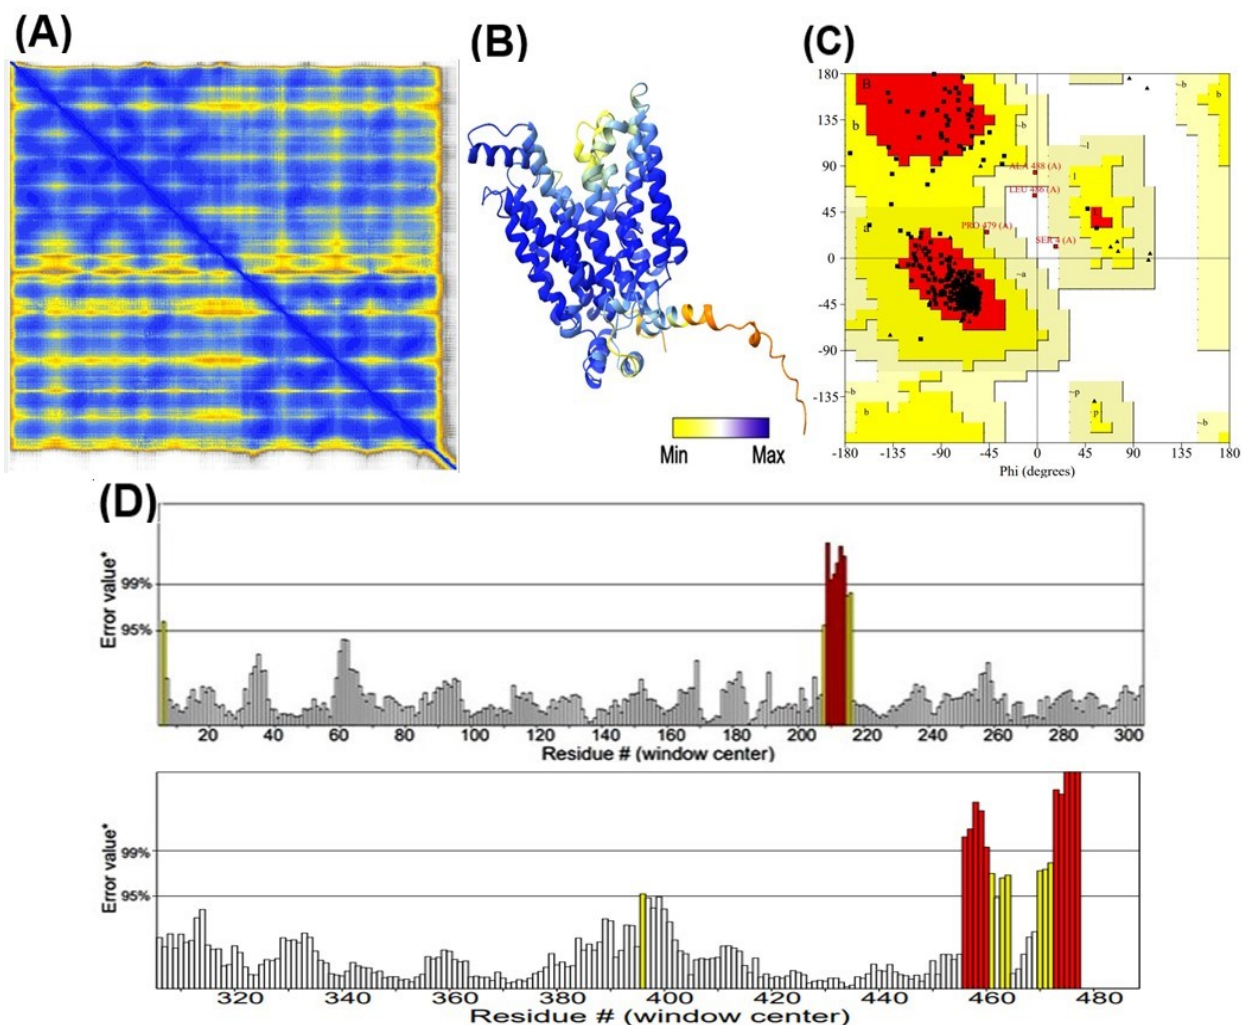 (A)
(B)
(C)
Min Max
180
135
90
45
0
-45
-90
-135
B
b
a
~b
b
~b
b
~b
~l
l
ALA 488 (A)
LEU 486 (A)
PRO 479 (A)
SER 4 (A)
~a
~b
b
~p
p
~b
-180 -135 -90 -45 0 45 90 135 180
Phi (degrees)
(D)
Error value*
99%
95%
20 40 60 80 100 120 140 160 180 200 220 240 260 280 300
Residue # (window center)
Error value*
99%
95%
320 340 360 380 400 420 440 460 480
Residue # (window center)